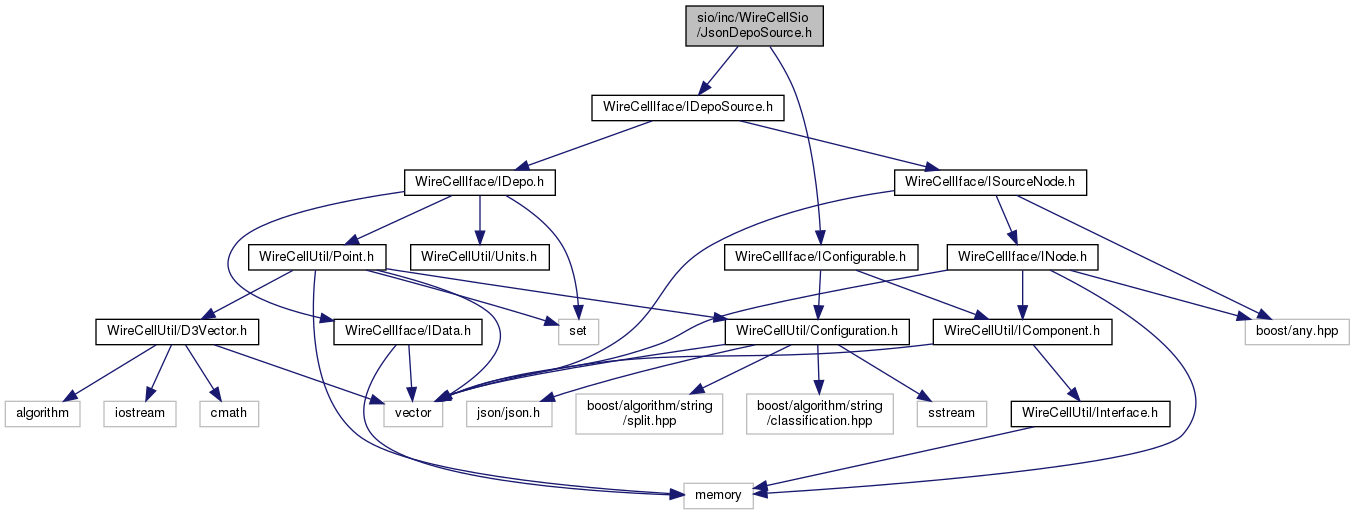 sio/inc/WireCellSio
/JsonDepoSource.h
WireCellIface/IDepoSource.h
WireCellIface/IDepo.h
WireCellIface/ISourceNode.h
WireCellUtil/Point.h
WireCellUtil/Units.h
WireCellIface/IConfigurable.h
WireCellIface/INode.h
WireCellUtil/D3Vector.h
WireCellIface/IData.h
set
WireCellUtil/Configuration.h
WireCellUtil/IComponent.h
boost/any.hpp
algorithm
iostream
cmath
vector
json/json.h
boost/algorithm/string
/split.hpp
boost/algorithm/string
/classification.hpp
sstream
WireCellUtil/Interface.h
memory